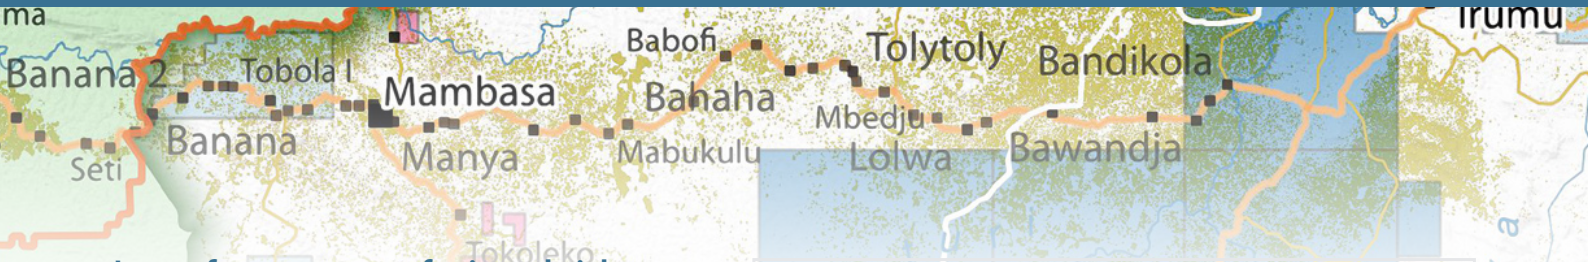 ma
Irumu
Babofi
Tolytoly
Bandikola
Banana 2
Tobola I
Mambasa
Bahaha
Mbedju
Banana
Manya
Mabukulu
Lolwa
Bawandja
Seti
Tokoleko
a